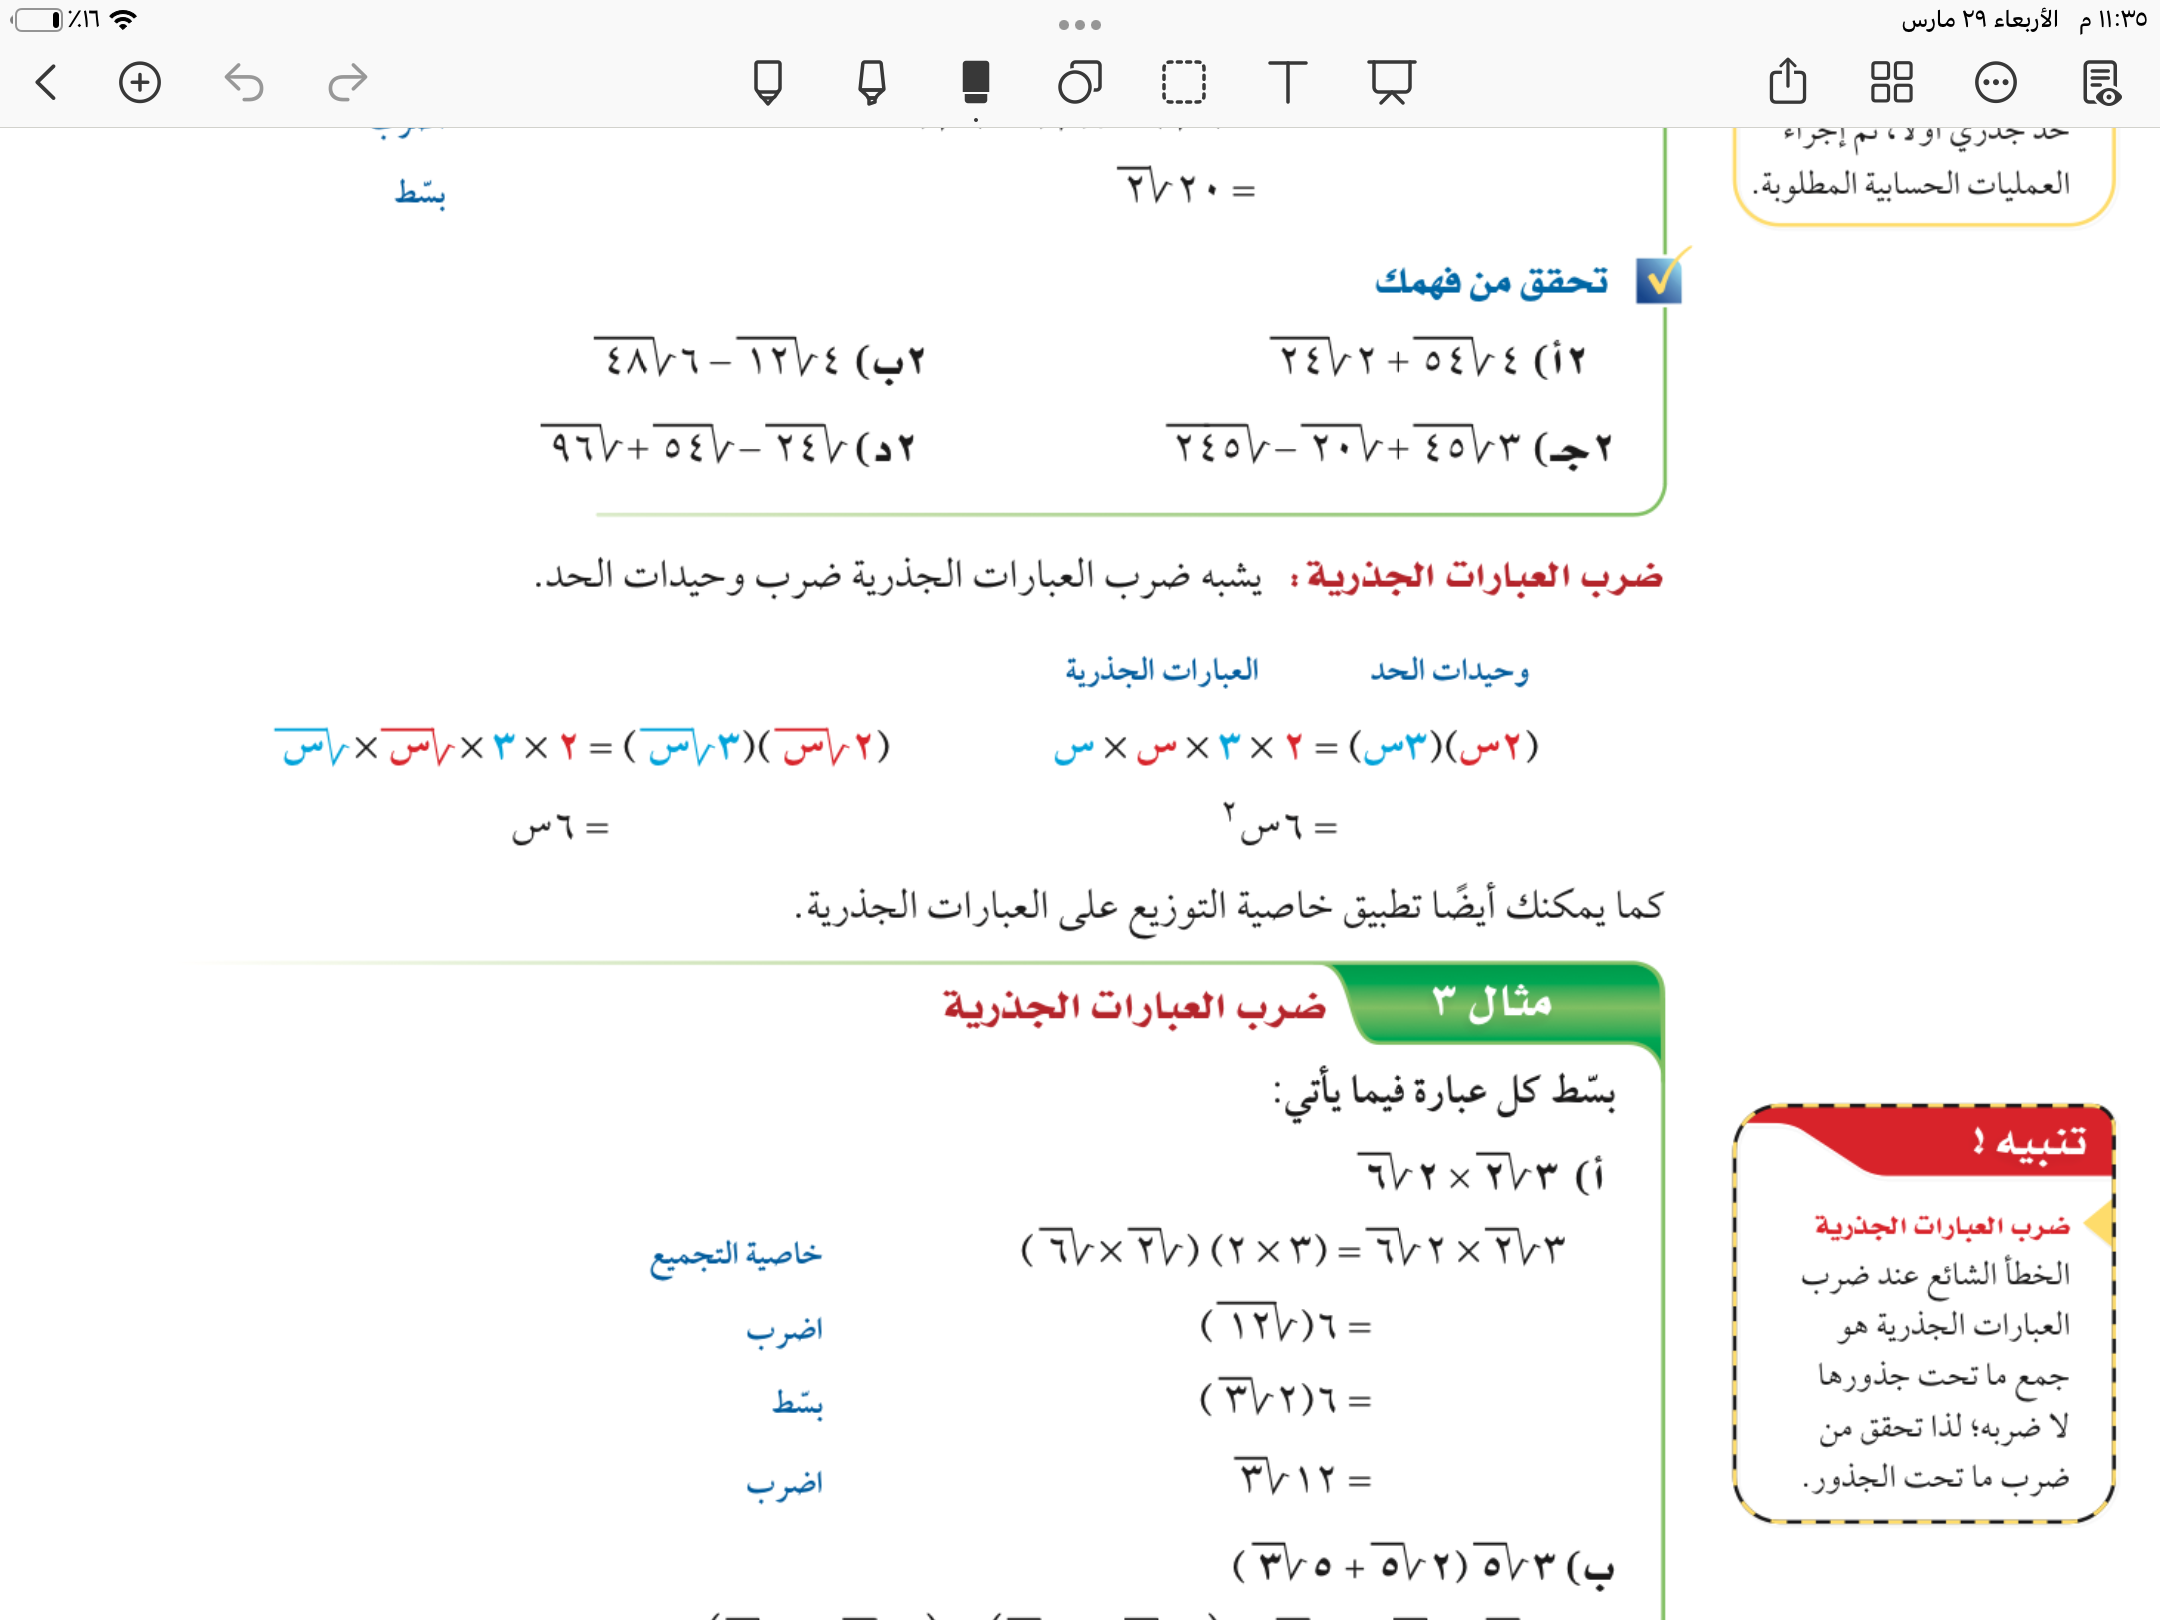 ١١:٣٥ م الأربعاء ٢٩ مارس
٪١٦
حد جذري أولًا، ثم إجراء
العمليات الحسابية المطلوبة.
= ٢٠√٢ بسّط
تحقق من فهمك
٢أ) ٤√٥٤ + ٢√٢٤
٢ب) ٤√١٢ − ٦√٤٨
٢جـ) ٣√٤٥ + √٢٠ − √٢٤٥
٢د) √٢٤ − √٥٤ + √٩٦
ضرب العبارات الجذرية : يشبه ضرب العبارات الجذرية ضرب وحيدات الحد.
وحيدات الحد العبارات الجذرية
(٢س)(٣س) = ٢ × ٣ × س × س
(٢√س)(٣√س) = ٢ × ٣ × √س × √س
= ٦س٢
= ٦س
كما يمكنك أيضًا تطبيق خاصية التوزيع على العبارات الجذرية.
مثال ٣ ضرب العبارات الجذرية
بسّط كل عبارة فيما يأتي:
أ) ٣√٢ × ٢√٦
٣√٢ × ٢√٦ = (٣ × ٢) (√٢ × √٦) خاصية التجميع
= ٦(√١٢) اضرب
= ٦(٢√٣) بسّط
= ١٢√٣ اضرب
ب) ٣√٥ (٢√٥ + ٥√٣)
تنبيه !
ضرب العبارات الجذرية
الخطأ الشائع عند ضرب
العبارات الجذرية هو
جمع ما تحت جذورها
لا ضربه؛ لذا تحقق من
ضرب ما تحت الجذور.